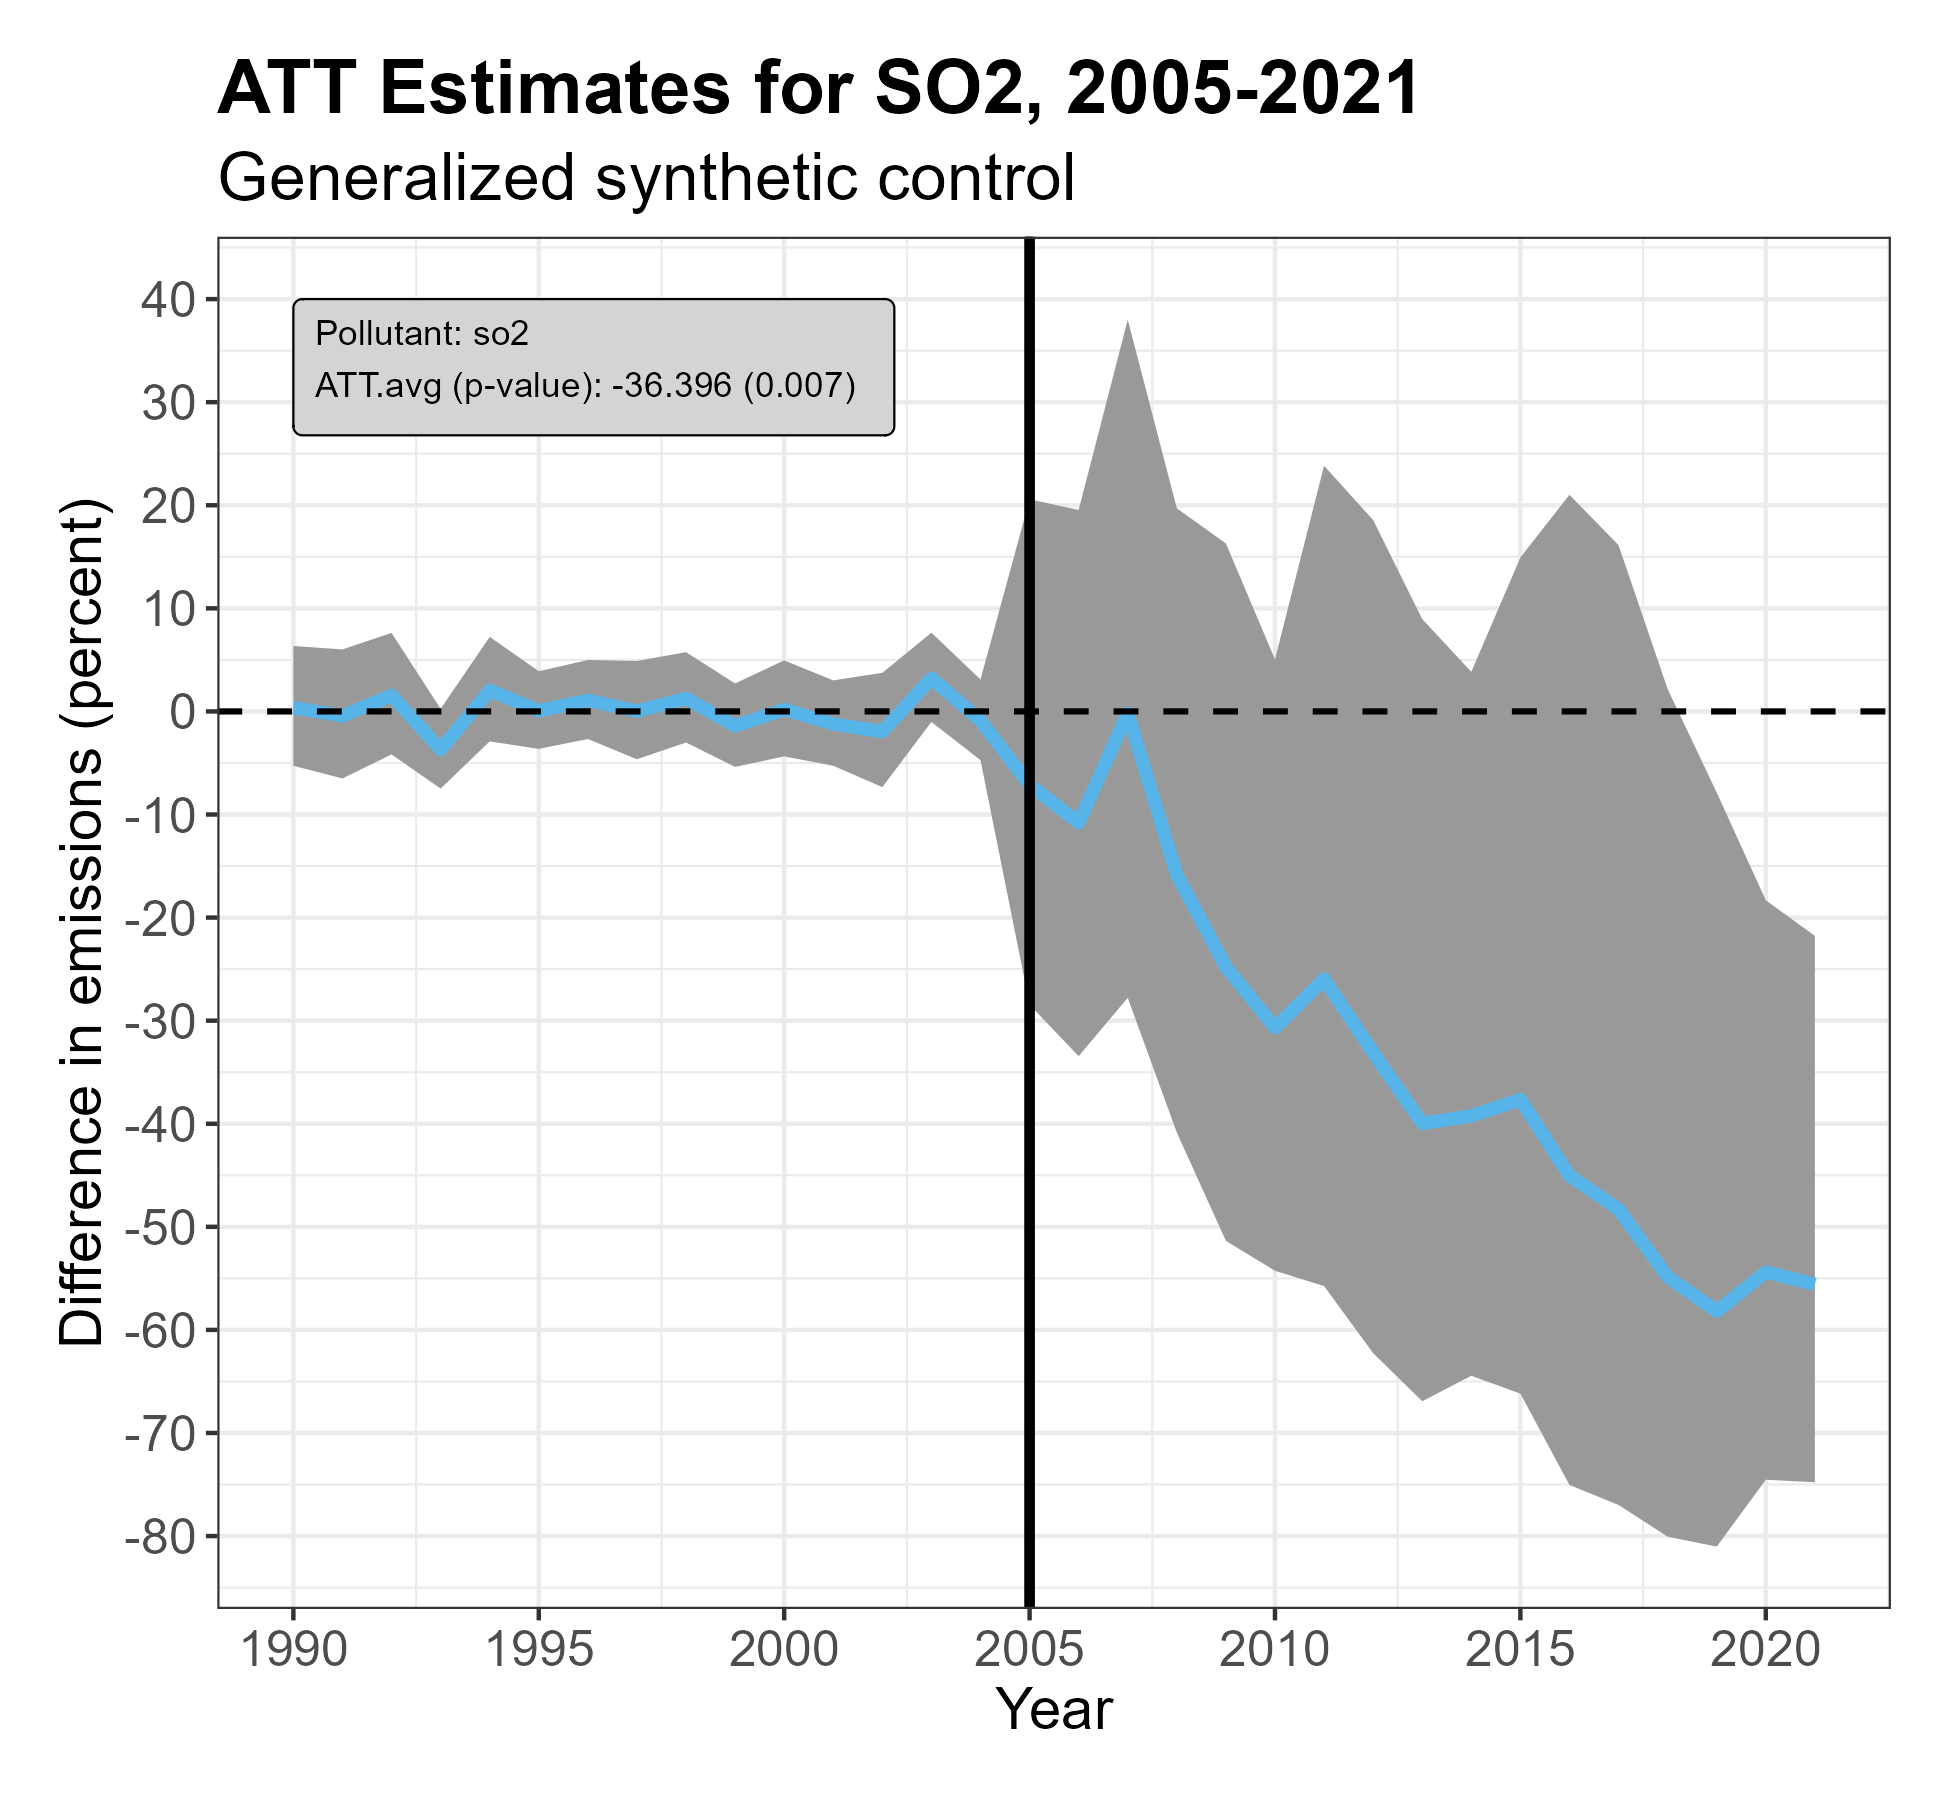 ATT Estimates for SO2, 2005-2021
Generalized synthetic control
Pollutant: so2
ATT.avg (p-value): -36.396 (0.007)
Difference in emissions (percent)
40
30
20
10
0
-10
-20
-30
-40
-50
-60
-70
-80
1990 1995 2000 2005 2010 2015 2020
Year